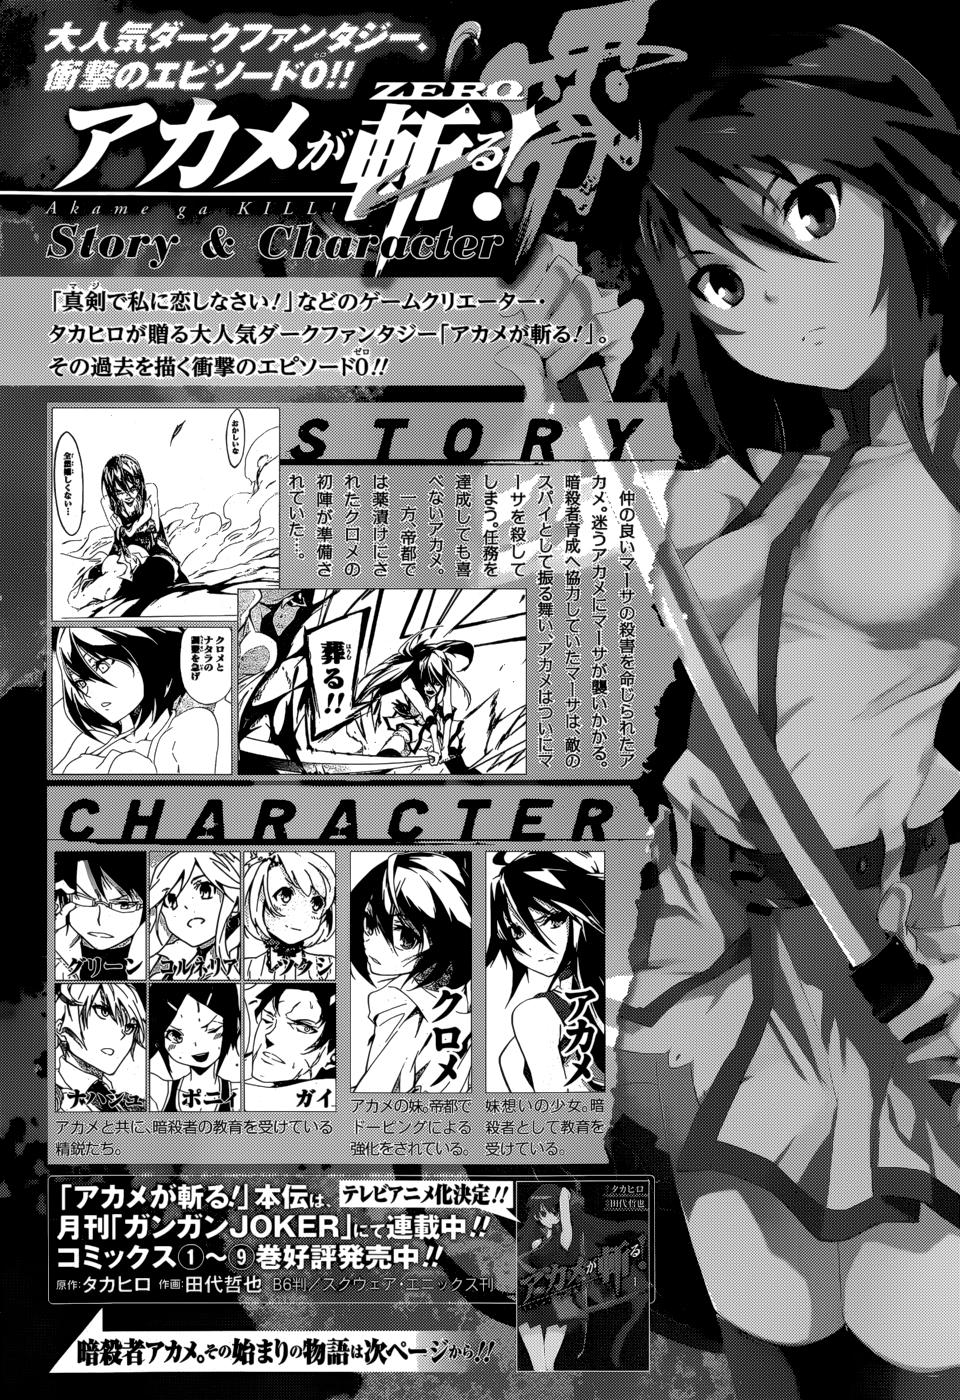 大人気ダークファンタジー、
衝撃のエピソード0!!
ZERO
アカメが斬る!
零
Akame ga KILL!
Story & Character
「真剣で私に恋しなさい!」などのゲームクリエーター・
マジ
タカヒロが贈る大人気ダークファンタジー「アカメが斬る!」。
その過去を描く衝撃のエピソード0!!
ゼロ
STORY
おかしいな
全然嬉しくない…
仲の良いマーサの殺害を命じられたア
カメ。迷うアカメにマーサが襲いかかる。
暗殺者育成へ協力していたマーサは、敵の
スパイとして振る舞い、アカメはついにマ
ーサを殺して
しまう。任務を
達成しても喜
べないアカメ。
一方、帝都で
は薬漬けにさ
れたクロメの
初陣が準備さ
れていた…。
葬る!!
ほうむ
クロメと
ナタラの
調整を急げ
CHARACTER
アカメ
妹想いの少女。暗
殺者として教育を
受けている。
クロメ
アカメの妹。帝都で
ドーピングによる
強化をされている。
グリーン
コルネリア
ツクシ
ナハシュ
ポニィ
ガイ
アカメと共に、暗殺者の教育を受けている
精鋭たち。
「アカメが斬る!」本伝は、
テレビアニメ化決定!!
月刊「ガンガンJOKER」にて連載中!!
コミックス①〜⑨巻好評発売中!!
原作:タカヒロ 作画:田代哲也 B6判/スクウェア・エニックス刊
タカヒロ
田代哲也
アカメが斬る!
1
暗殺者アカメ。その始まりの物語は次ページから!!